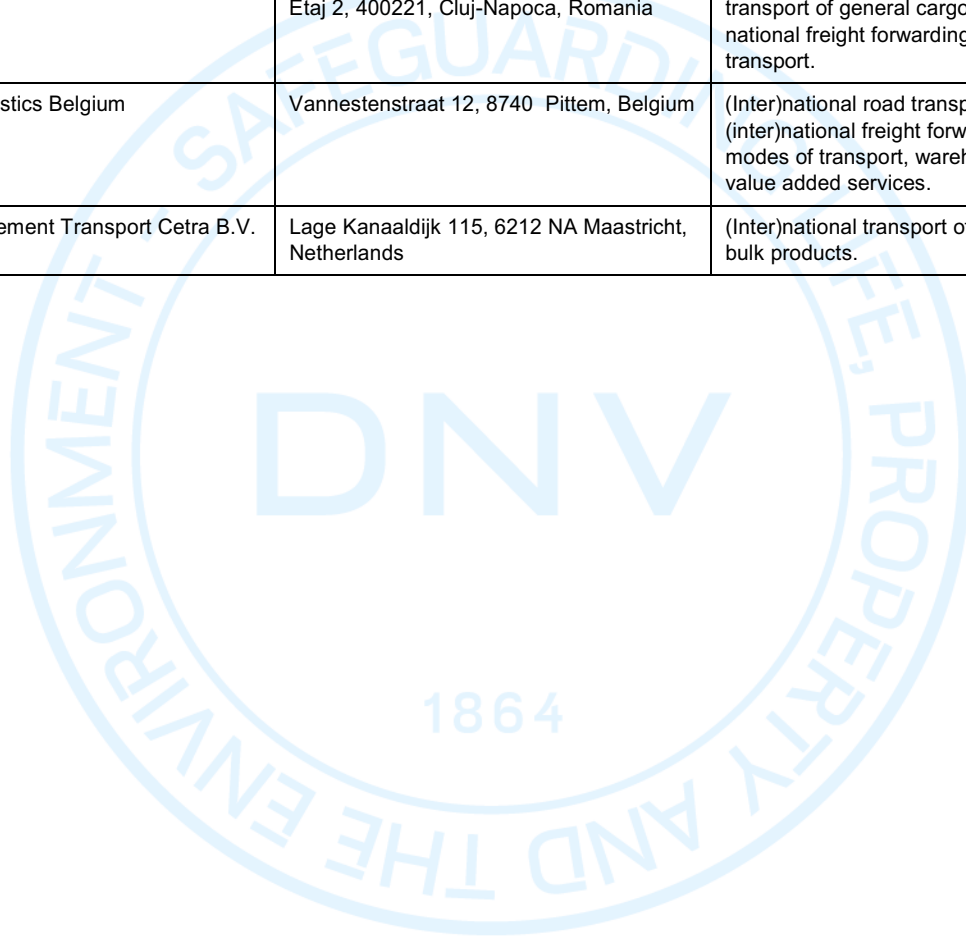 Etaj 2, 400221, Cluj-Napoca, Romania
transport of general cargo
national freight forwarding
transport.
stics Belgium
Vannestenstraat 12, 8740 Pittem, Belgium
(Inter)national road transp
(inter)national freight forw
modes of transport, wareh
value added services.
ement Transport Cetra B.V.
Lage Kanaaldijk 115, 6212 NA Maastricht,
Netherlands
(Inter)national transport of
bulk products.
SAFEGUARDING LIFE, PROPERTY AND THE ENVIRONMENT -
DNV
1864